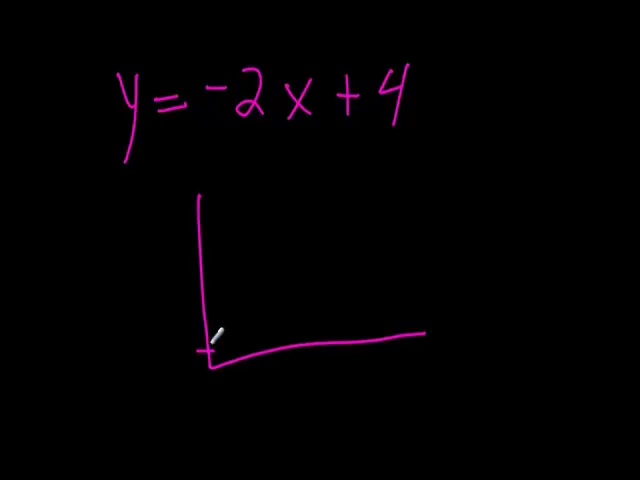 y = -2x + 4